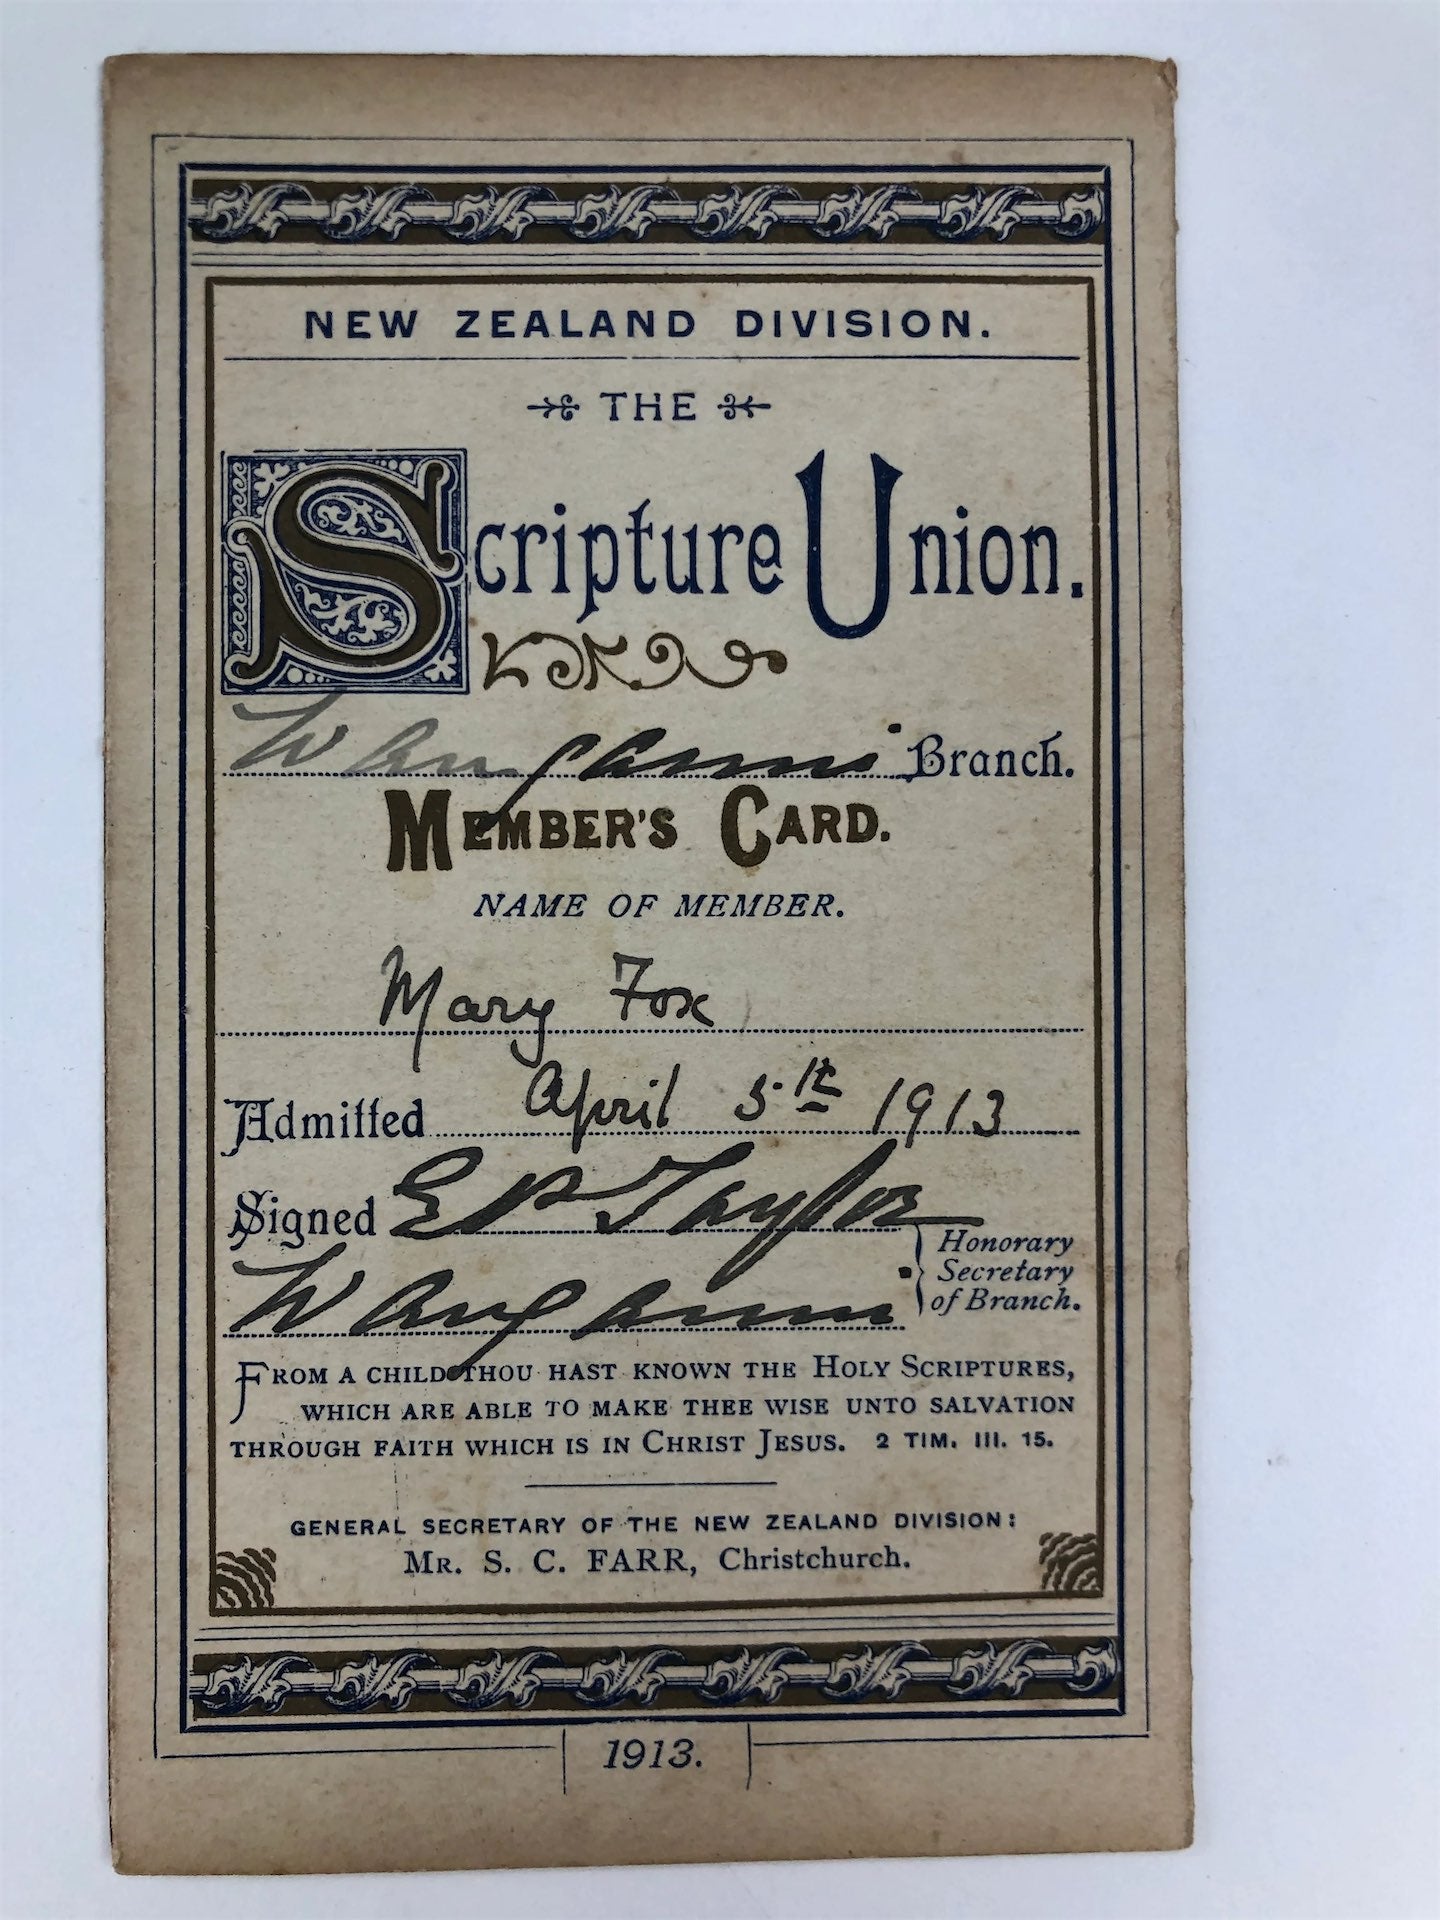 NEW ZEALAND DIVISION.
THE
Scripture Union.
Wanganui Branch.
MEMBER'S CARD.
NAME OF MEMBER.
Mary Fox
Admitted April 5th 1913
Signed E P Taylor
Wanganui } Honorary
Secretary
of Branch.
FROM A CHILD THOU HAST KNOWN THE HOLY SCRIPTURES,
WHICH ARE ABLE TO MAKE THEE WISE UNTO SALVATION
THROUGH FAITH WHICH IS IN CHRIST JESUS. 2 TIM. III. 15.
GENERAL SECRETARY OF THE NEW ZEALAND DIVISION:
MR. S. C. FARR, Christchurch.
1913.